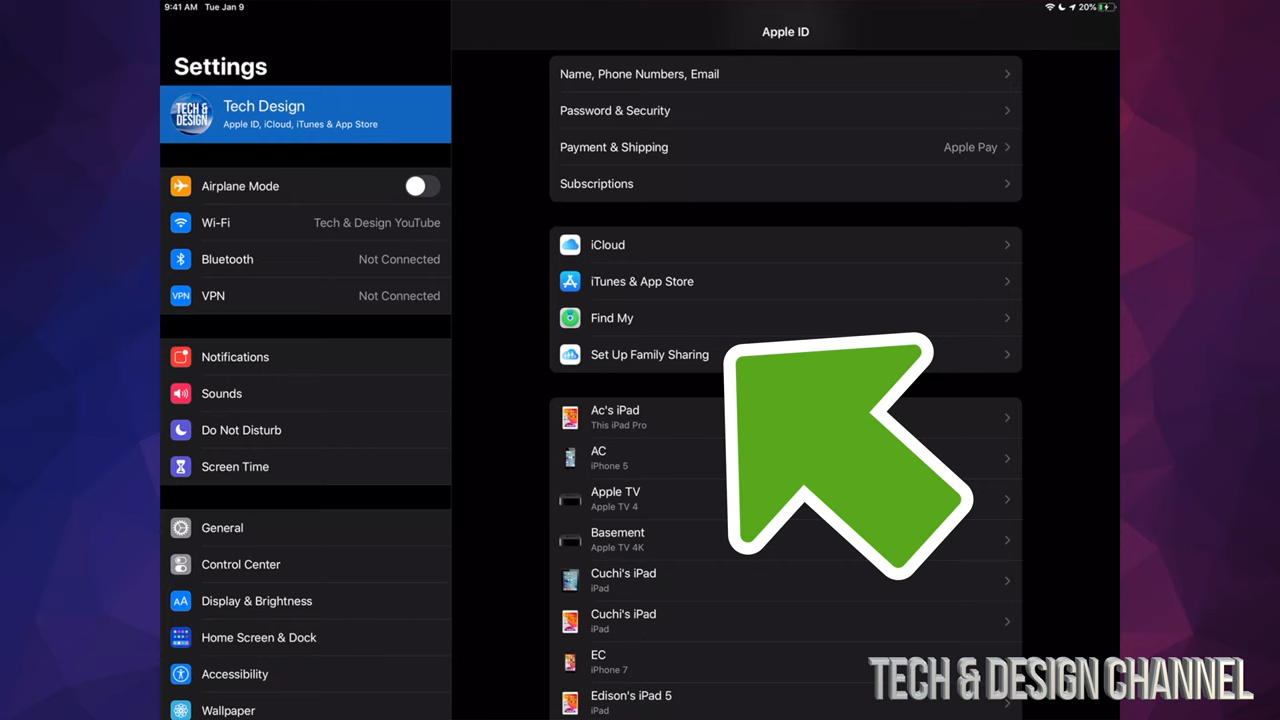 9:41 AM Tue Jan 9
20%
Settings
TECH &
DESIGN
Tech Design
Apple ID, iCloud, iTunes & App Store
Airplane Mode
Wi-Fi Tech & Design YouTube
Bluetooth Not Connected
VPN VPN Not Connected
Notifications
Sounds
Do Not Disturb
Screen Time
General
Control Center
AA Display & Brightness
Home Screen & Dock
Accessibility
Wallpaper
Apple ID
Name, Phone Numbers, Email
Password & Security
Payment & Shipping Apple Pay
Subscriptions
iCloud
iTunes & App Store
Find My
Set Up Family Sharing
Ac's iPad
This iPad Pro
AC
iPhone 5
Apple TV
Apple TV 4
Basement
Apple TV 4K
Cuchi's iPad
iPad
Cuchi's iPad
iPad
EC
iPhone 7
Edison's iPad 5
iPad
TECH & DESIGN CHANNEL